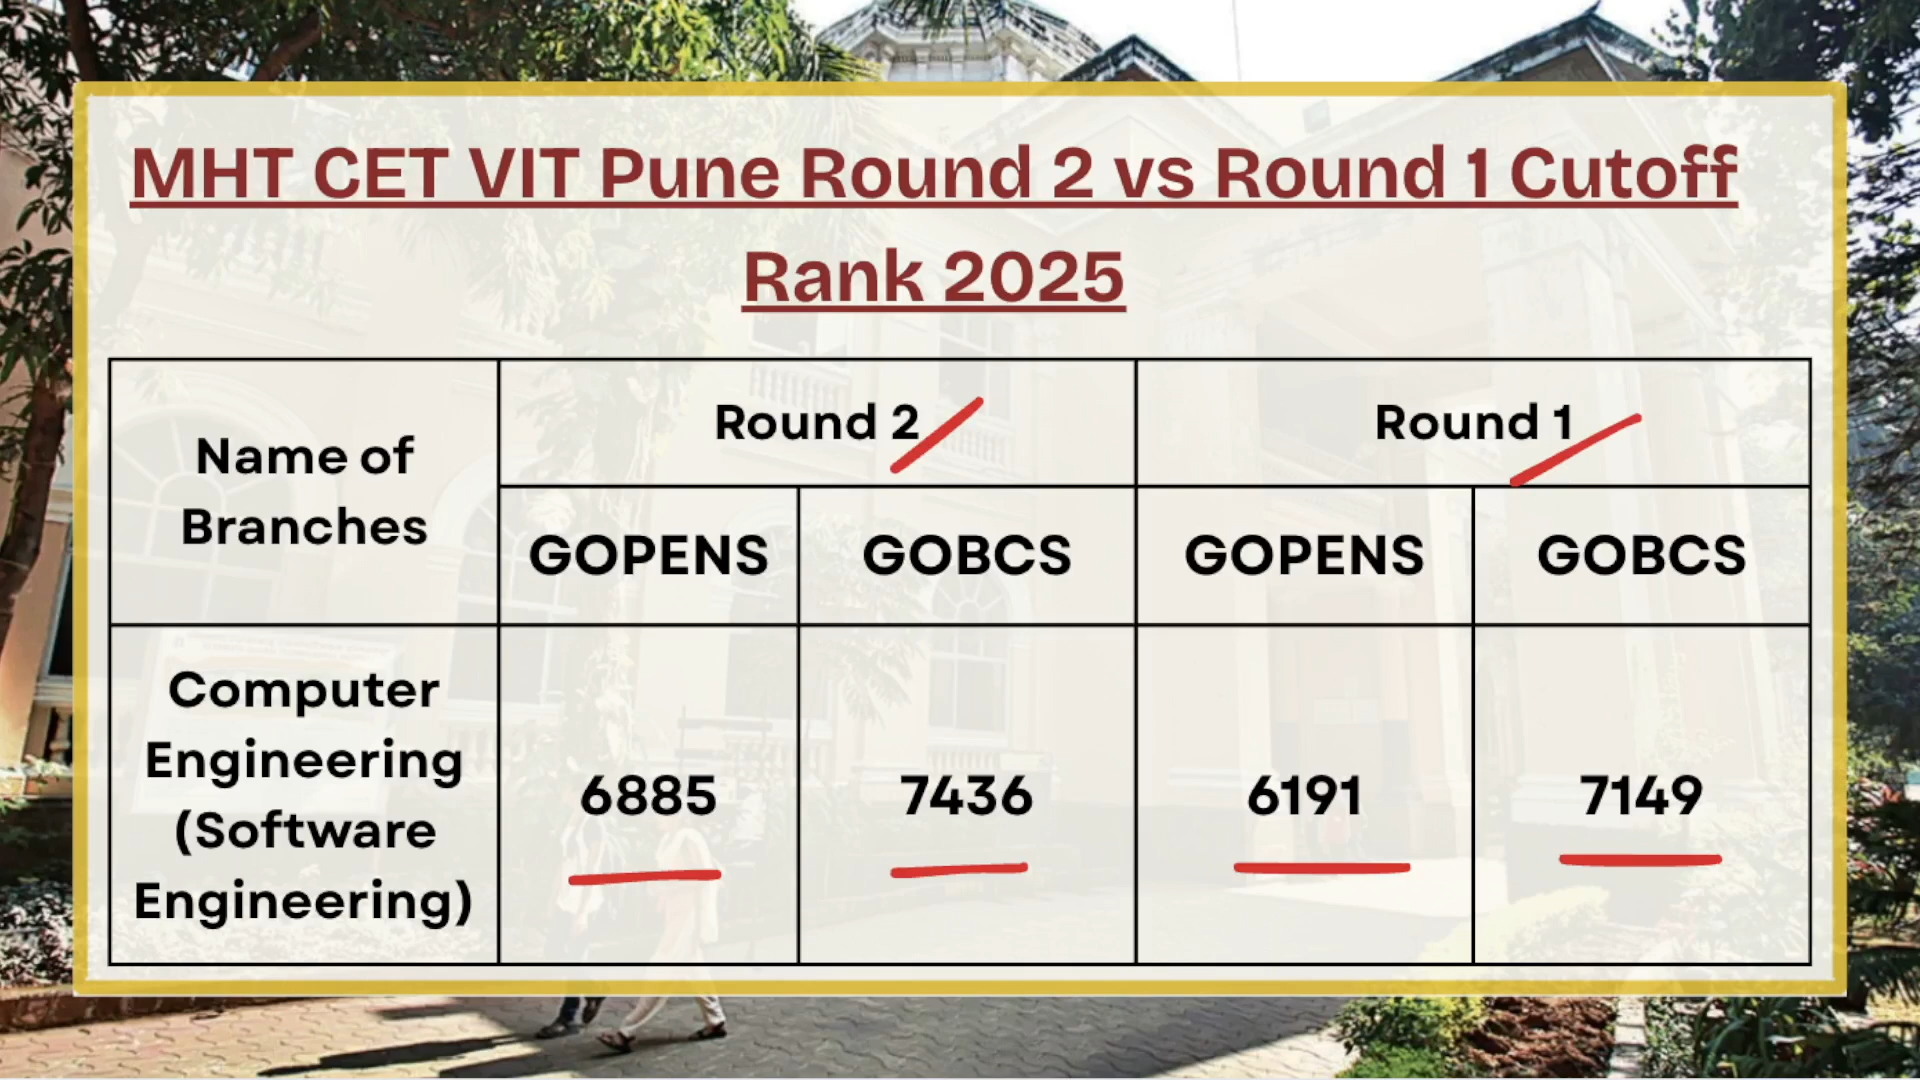 MHT CET VIT Pune Round 2 vs Round 1 Cutoff
Rank 2025
Name of
Branches
Round 2
Round 1
GOPENS
GOBCS
GOPENS
GOBCS
Computer
Engineering
(Software
Engineering)
6885
7436
6191
7149